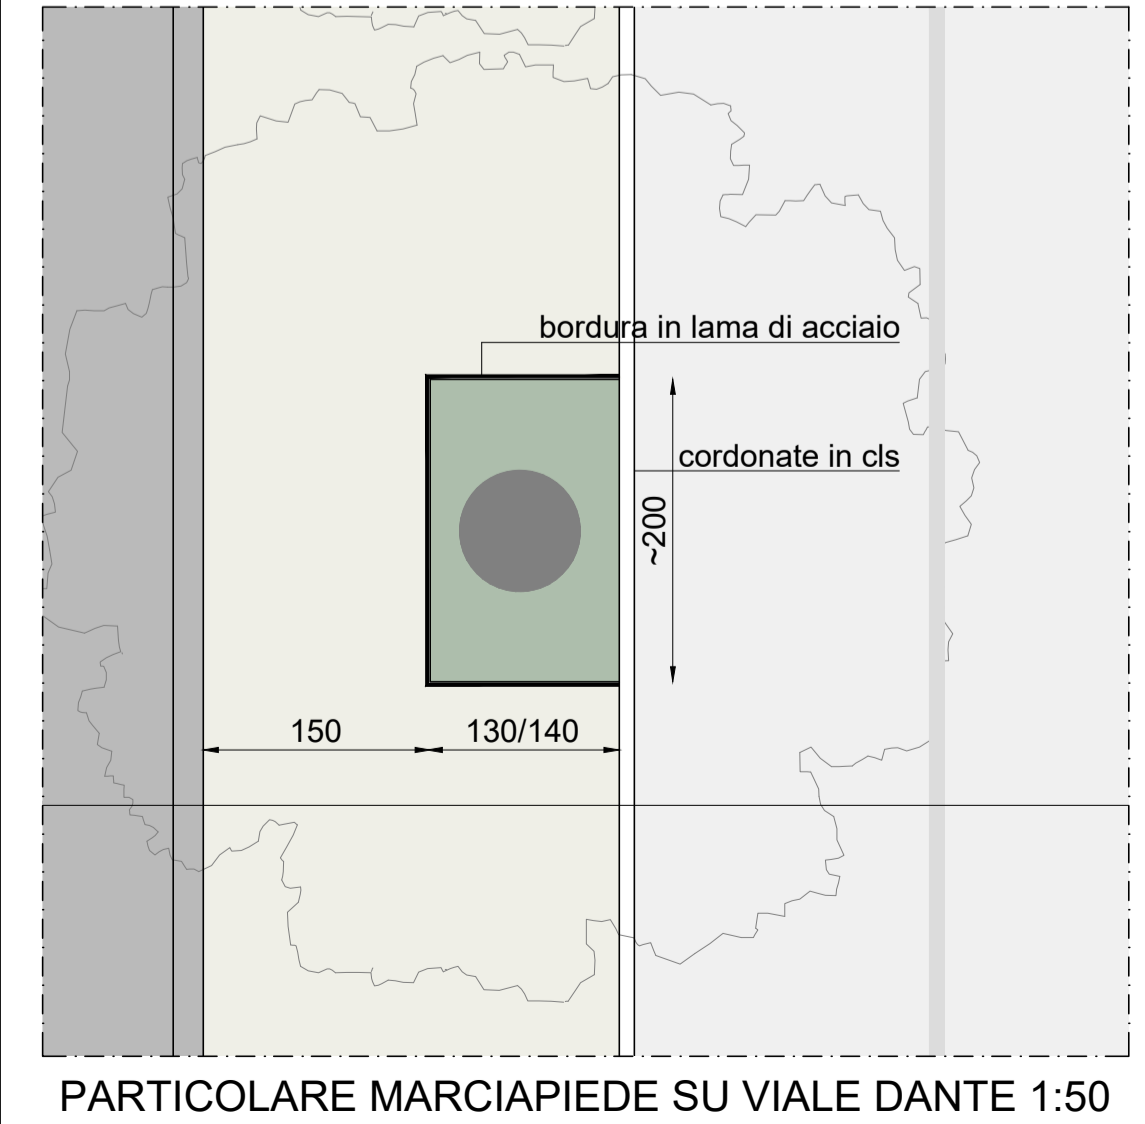 bordura in lama di acciaio
cordonate in cls
~200
150
130/140
PARTICOLARE MARCIAPIEDE SU VIALE DANTE 1:50